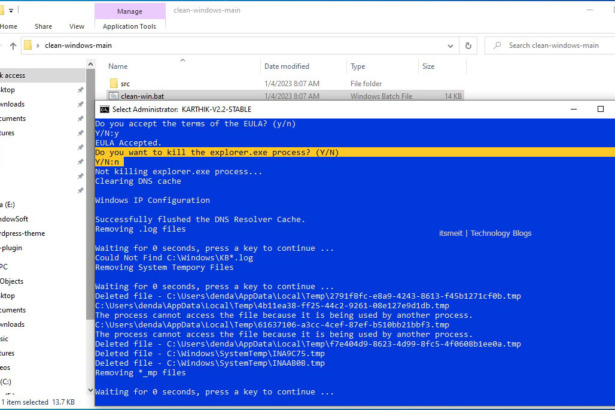 Manage
clean-windows-main
Home Share View Application Tools
clean-windows-main
Search clean-windows-main
Name Date modified Type Size
src 1/4/2023 8:07 AM File folder
clean-win.bat 1/4/2023 8:07 AM Windows Batch File 14 KB
Select Administrator: KARTHIK-V2.2-STABLE
Do you accept the terms of the EULA? (y/n)
Y/N:y
EULA Accepted.
Do you want to kill the explorer.exe process? (Y/N)
Y/N:n
Not killing explorer.exe process...
Clearing DNS cache
Windows IP Configuration
Successfully flushed the DNS Resolver Cache.
Removing .log files
itsmeit | Technology Blogs
Waiting for 0 seconds, press a key to continue ...
Could Not Find C:\Windows\KB*.log
Removing System Tempory Files
Waiting for 0 seconds, press a key to continue ...
Deleted file - C:\Users\denda\AppData\Local\Temp\2791f8fc-e8a9-4243-8613-f45b1271cf0b.tmp
C:\Users\denda\AppData\Local\Temp\4b11ea38-ff25-44c2-9261-08e127e9d1db.tmp
The process cannot access the file because it is being used by another process.
C:\Users\denda\AppData\Local\Temp\61637106-a3cc-4cef-87ef-b510bb21bbf3.tmp
The process cannot access the file because it is being used by another process.
Deleted file - C:\Users\denda\AppData\Local\Temp\f7e404d9-8623-4d99-8fc5-4f0608b1ee0a.tmp
Deleted file - C:\Windows\SystemTemp\INA9C75.tmp
Deleted file - C:\Windows\SystemTemp\INAAB0B.tmp
Removing *_mp files
Waiting for 0 seconds, press a key to continue ...
k access
sktop
wnloads
cuments
tures
a (E:)
ndowSoft
rdpress-theme
-plugin
PC
Objects
sktop
cuments
wnloads
sic
tures
eos
(C:)
1 item selected 13.7 KB